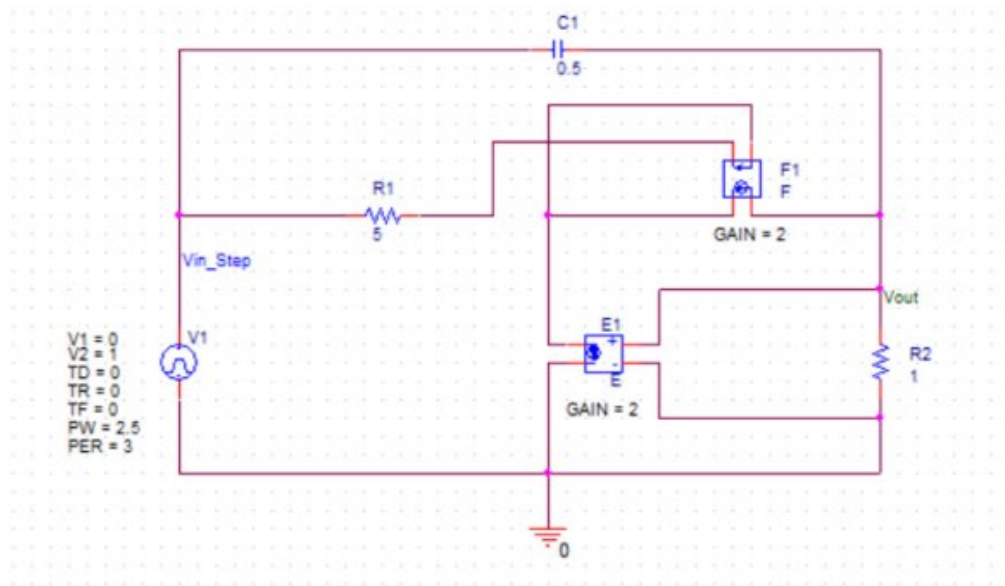 C1
0.5
F1
F
GAIN = 2
R1
5
Vin_Step
Vout
E1
+
-
E
GAIN = 2
R2
1
V1
V1 = 0
V2 = 1
TD = 0
TR = 0
TF = 0
PW = 2.5
PER = 3
0